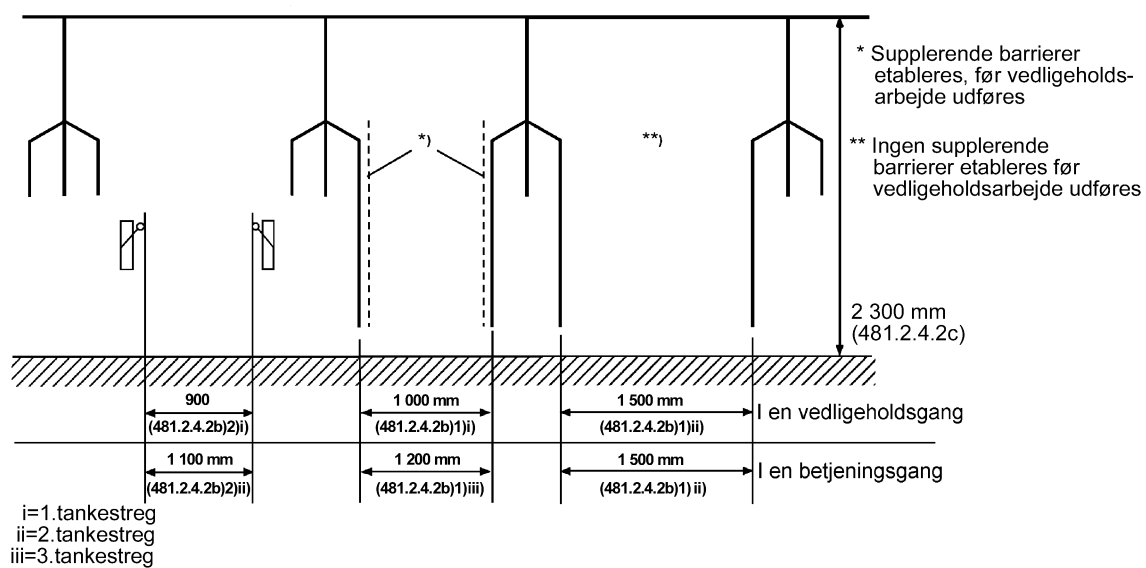 * Supplerende barrierer
etableres, før vedligeholds-
arbejde udføres
*)
**)
** Ingen supplerende
barrierer etableres før
vedligeholdsarbejde udføres
2 300 mm
(481.2.4.2c)
900
(481.2.4.2b)2)i)
1 000 mm
(481.2.4.2b)1)i)
1 500 mm
(481.2.4.2b)1)ii)
I en vedligeholdsgang
1 100 mm
(481.2.4.2b)2)ii)
1 200 mm
(481.2.4.2b)1)iii)
1 500 mm
(481.2.4.2b)1) ii)
I en betjeningsgang
i=1.tankestreg
ii=2.tankestreg
iii=3.tankestreg